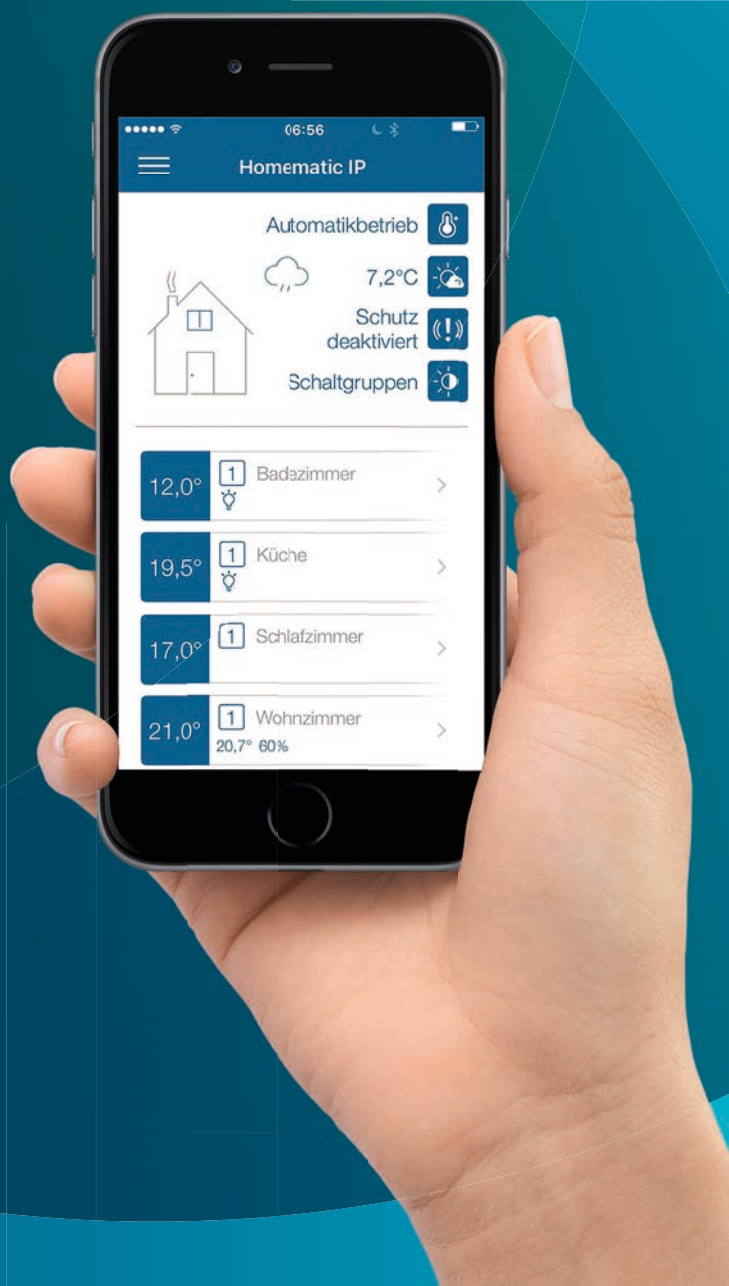 06:56
Homematic IP
Automatikbetrieb
7,2°C
Schutz
deaktiviert
Schaltgruppen
12,0° 1 Badezimmer
19,5° 1 Küche
17,0° 1 Schlafzimmer
21,0° 1 Wohnzimmer
20,7° 60%